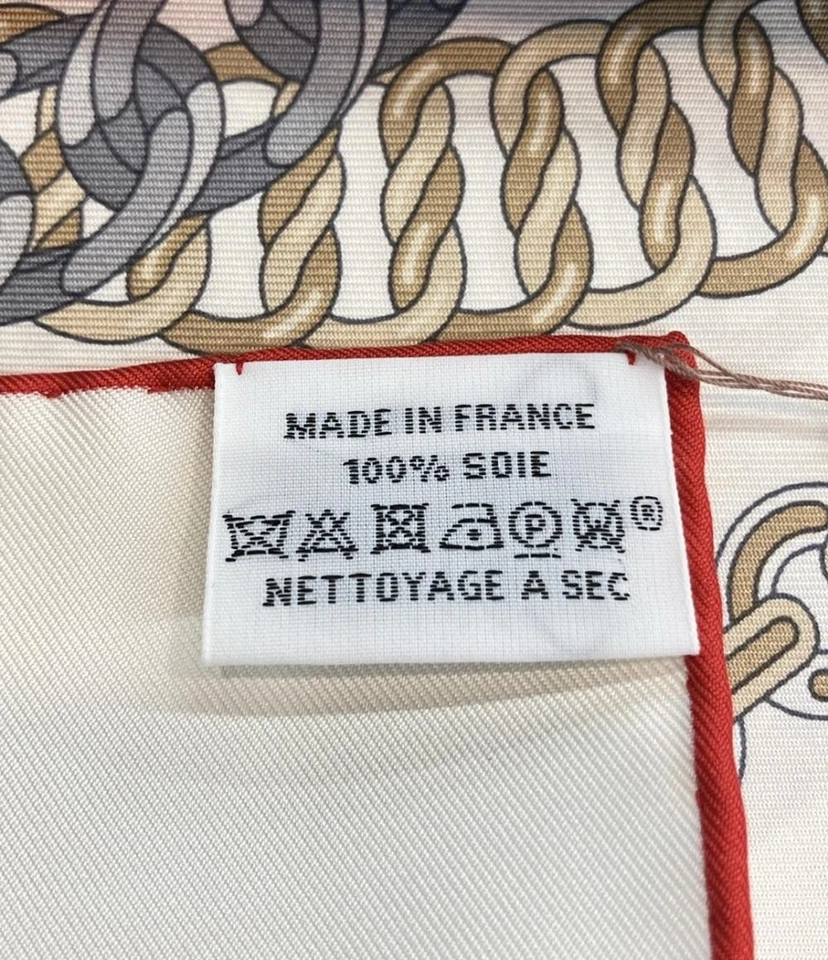 MADE IN FRANCE
100% SOIE
P W ®
NETTOYAGE A SEC